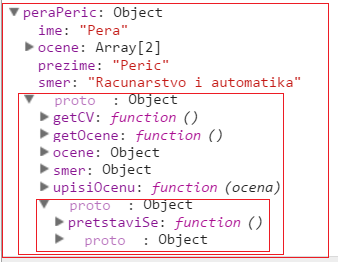 ▼ peraPeric: Object
ime: "Pera"
▶ ocene: Array[2]
prezime: "Peric"
smer: "Racunarstvo i automatika"
▼ proto : Object
▶ getCV: function ()
▶ getOcene: function ()
▶ ocene: Object
▶ smer: Object
▶ upisiOcenu: function (ocena)
▼ proto : Object
▶ pretstaviSe: function ()
▶ proto : Object